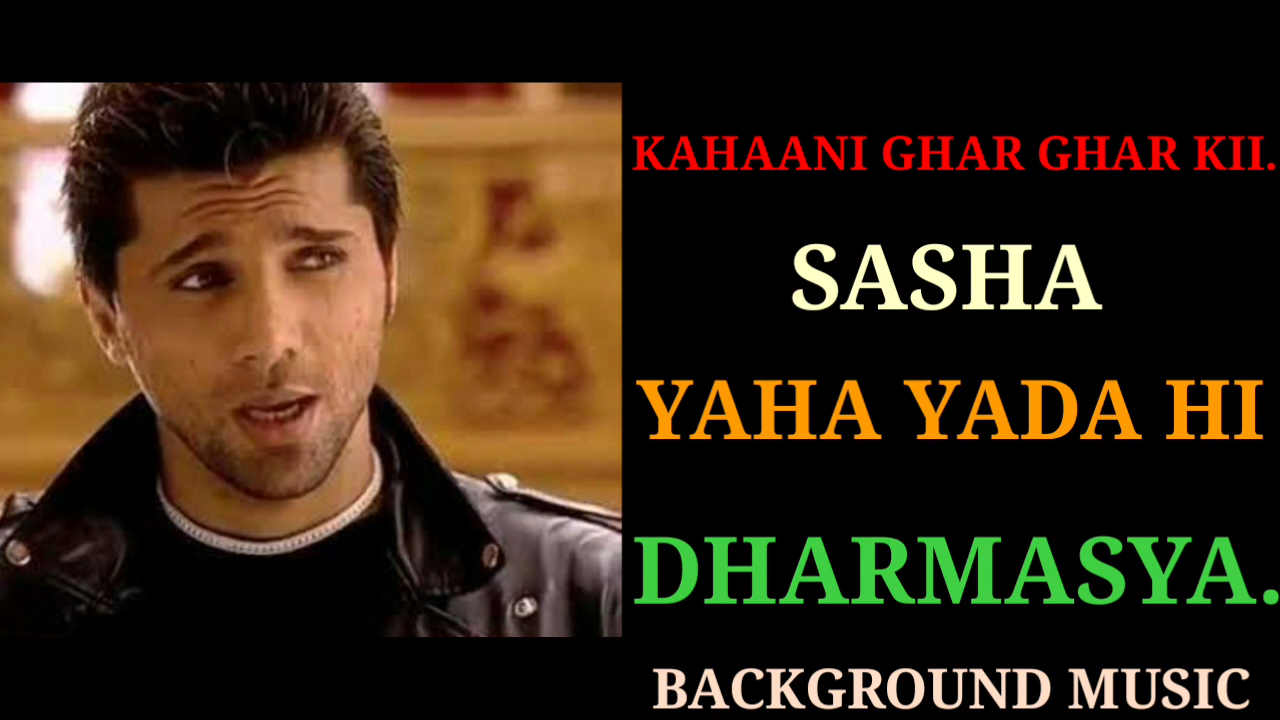 KAHAANI GHAR GHAR KII.
SASHA
YAHA YADA HI
DHARMASYA.
BACKGROUND MUSIC